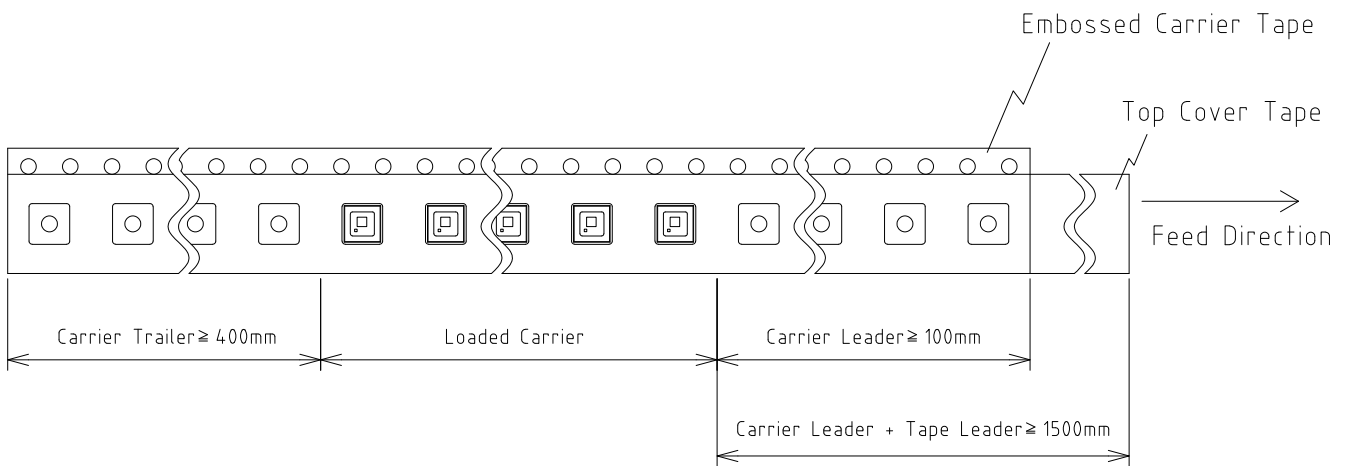 Embossed Carrier Tape
Top Cover Tape
Feed Direction
Carrier Trailer≧400mm
Loaded Carrier
Carrier Leader≧100mm
Carrier Leader + Tape Leader≧1500mm